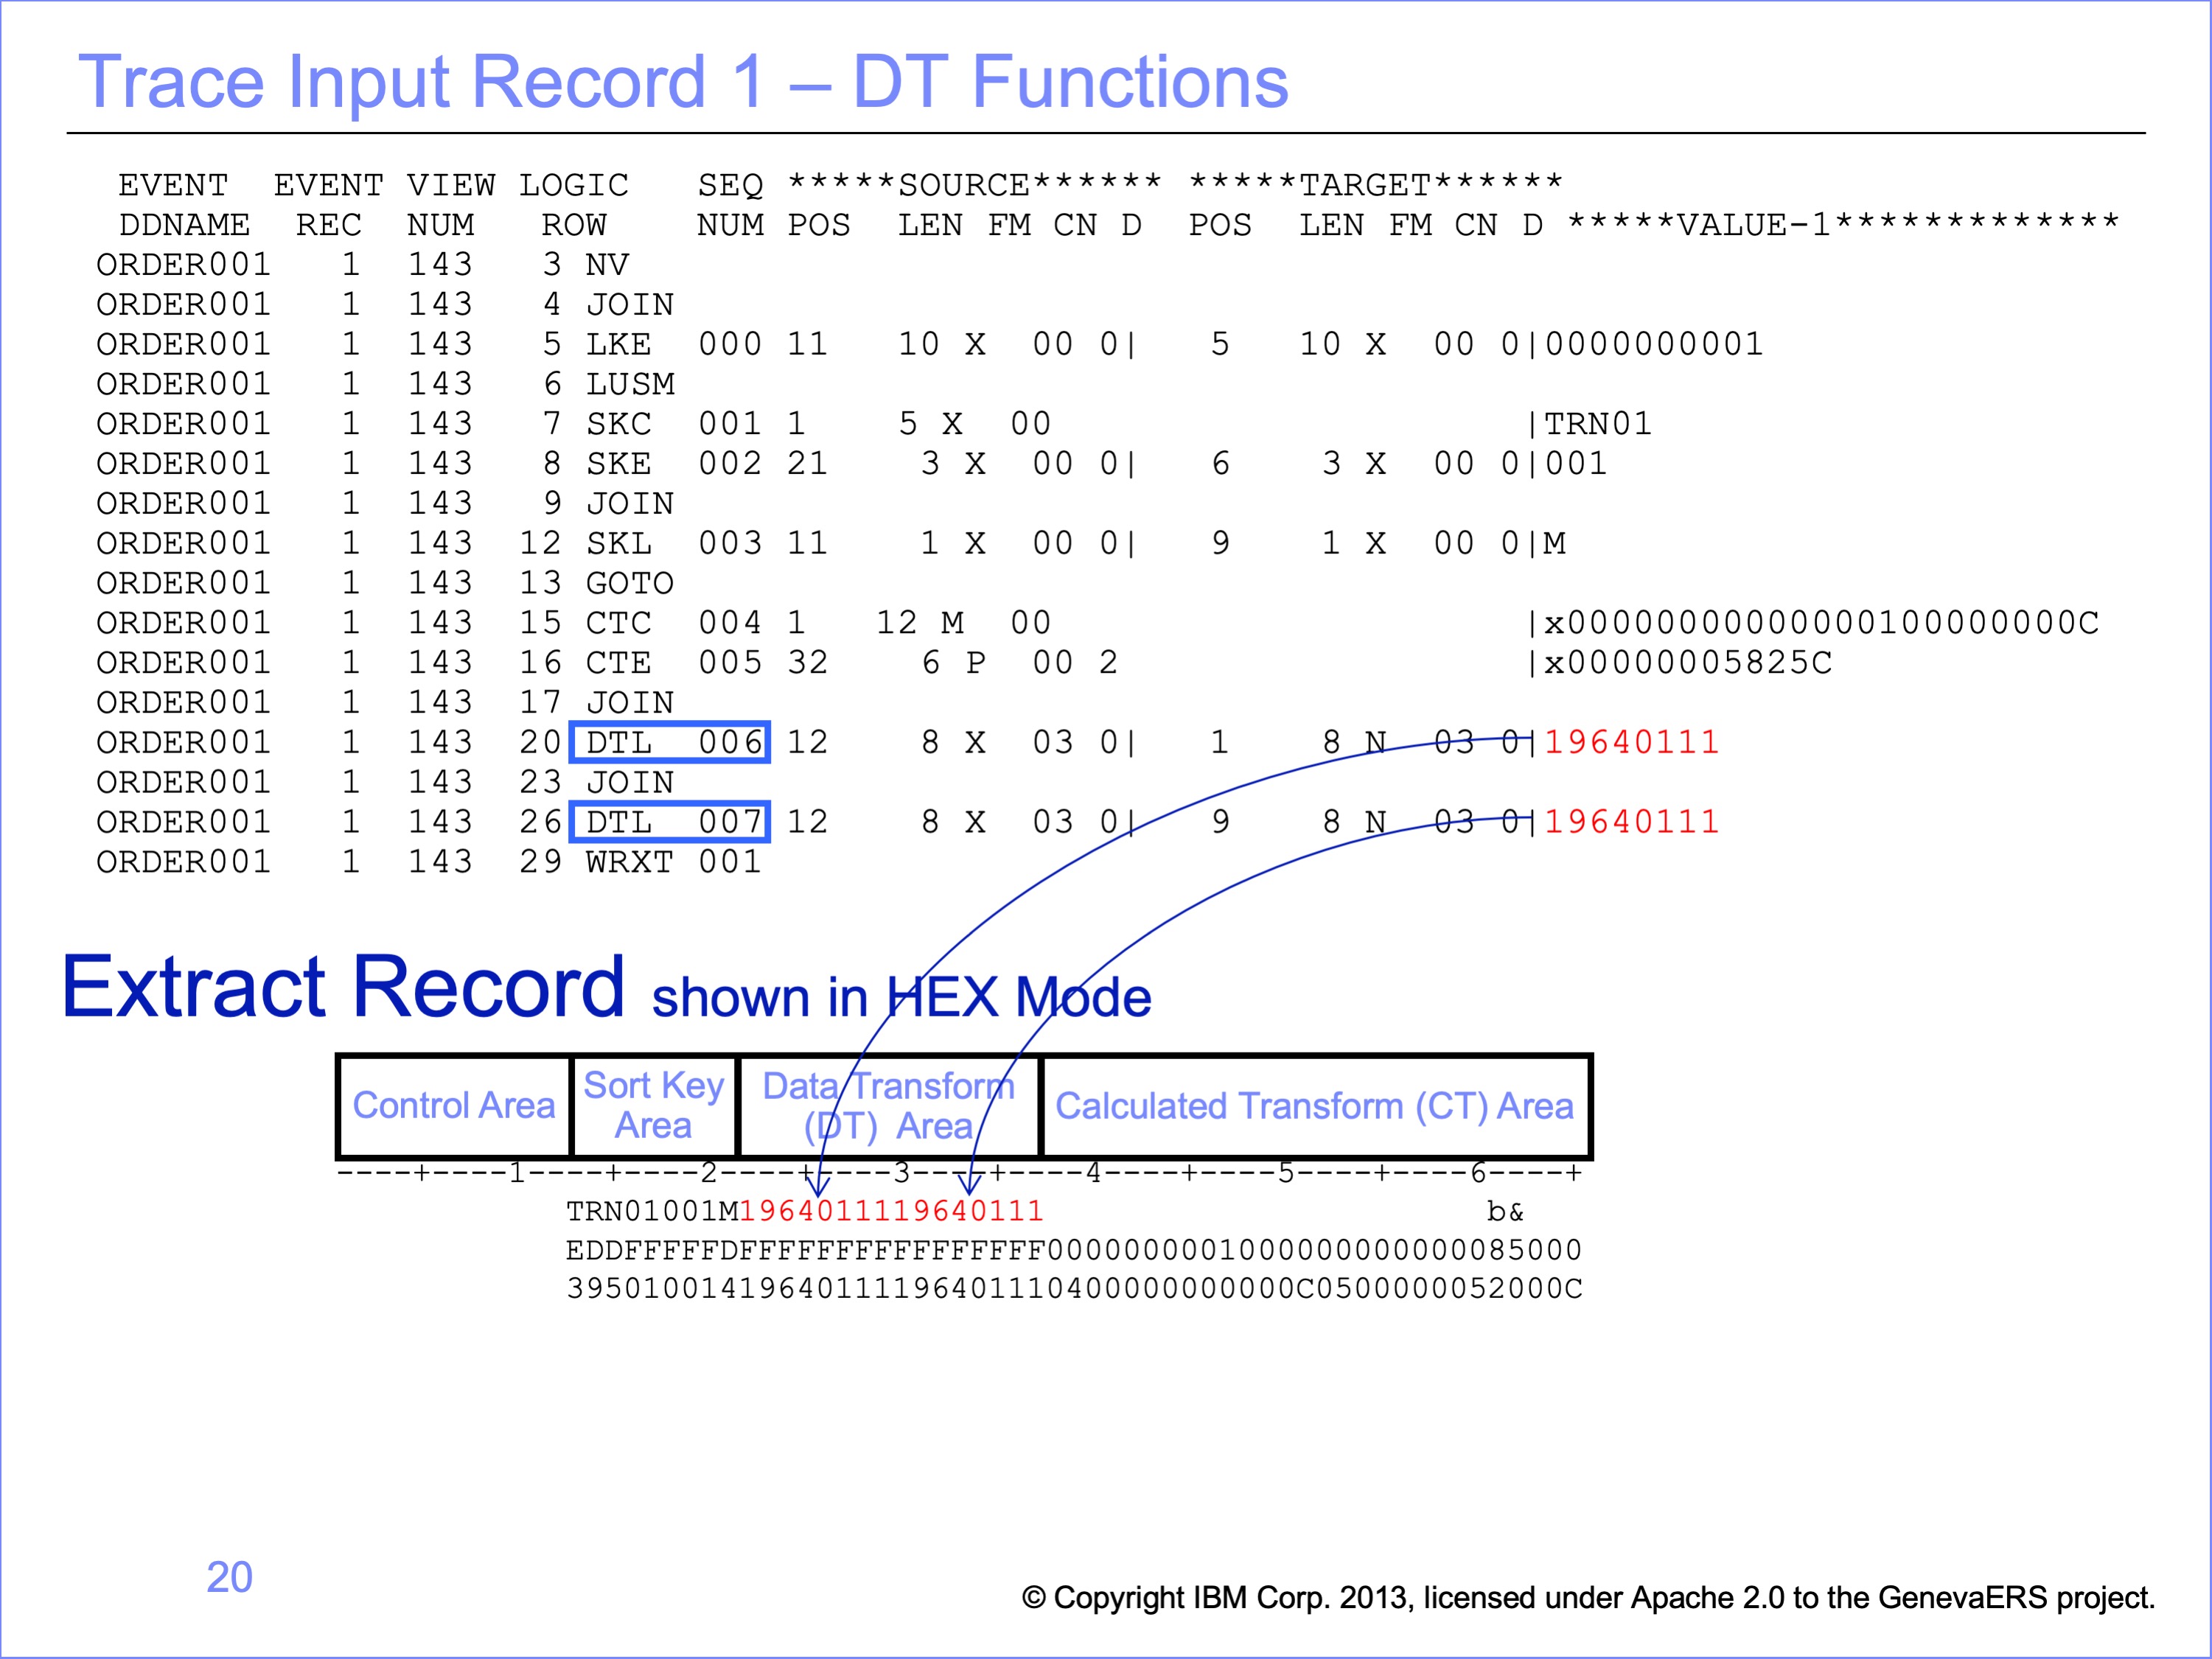 Trace Input Record 1 – DT Functions
EVENT EVENT VIEW LOGIC SEQ *****SOURCE****** *****TARGET******
DDNAME REC NUM ROW NUM POS LEN FM CN D POS LEN FM CN D *****VALUE-1*************
ORDER001 1 143 3 NV
ORDER001 1 143 4 JOIN
ORDER001 1 143 5 LKE 000 11 10 X 00 0| 5 10 X 00 0|0000000001
ORDER001 1 143 6 LUSM
ORDER001 1 143 7 SKC 001 1 5 X 00 |TRN01
ORDER001 1 143 8 SKE 002 21 3 X 00 0| 6 3 X 00 0|001
ORDER001 1 143 9 JOIN
ORDER001 1 143 12 SKL 003 11 1 X 00 0| 9 1 X 00 0|M
ORDER001 1 143 13 GOTO
ORDER001 1 143 15 CTC 004 1 12 M 00 |x00000000000000100000000C
ORDER001 1 143 16 CTE 005 32 6 P 00 2 |x00000005825C
ORDER001 1 143 17 JOIN
ORDER001 1 143 20 DTL 006 12 8 X 03 0| 1 8 N 03 0|19640111
ORDER001 1 143 23 JOIN
ORDER001 1 143 26 DTL 007 12 8 X 03 0| 9 8 N 03 0|19640111
ORDER001 1 143 29 WRXT 001
Extract Record shown in HEX Mode
Control Area
Sort Key
Area
Data Transform
(DT) Area
Calculated Transform (CT) Area
----+----1----+----2----+----3----+----4----+----5----+----6----+
TRN01001M1964011119640111 b&
EDDFFFFFDFFFFFFFFFFFFFFFF0000000001000000000000085000
39501001419640111196401110400000000000C0500000052000C
20
© Copyright IBM Corp. 2013, licensed under Apache 2.0 to the GenevaERS project.